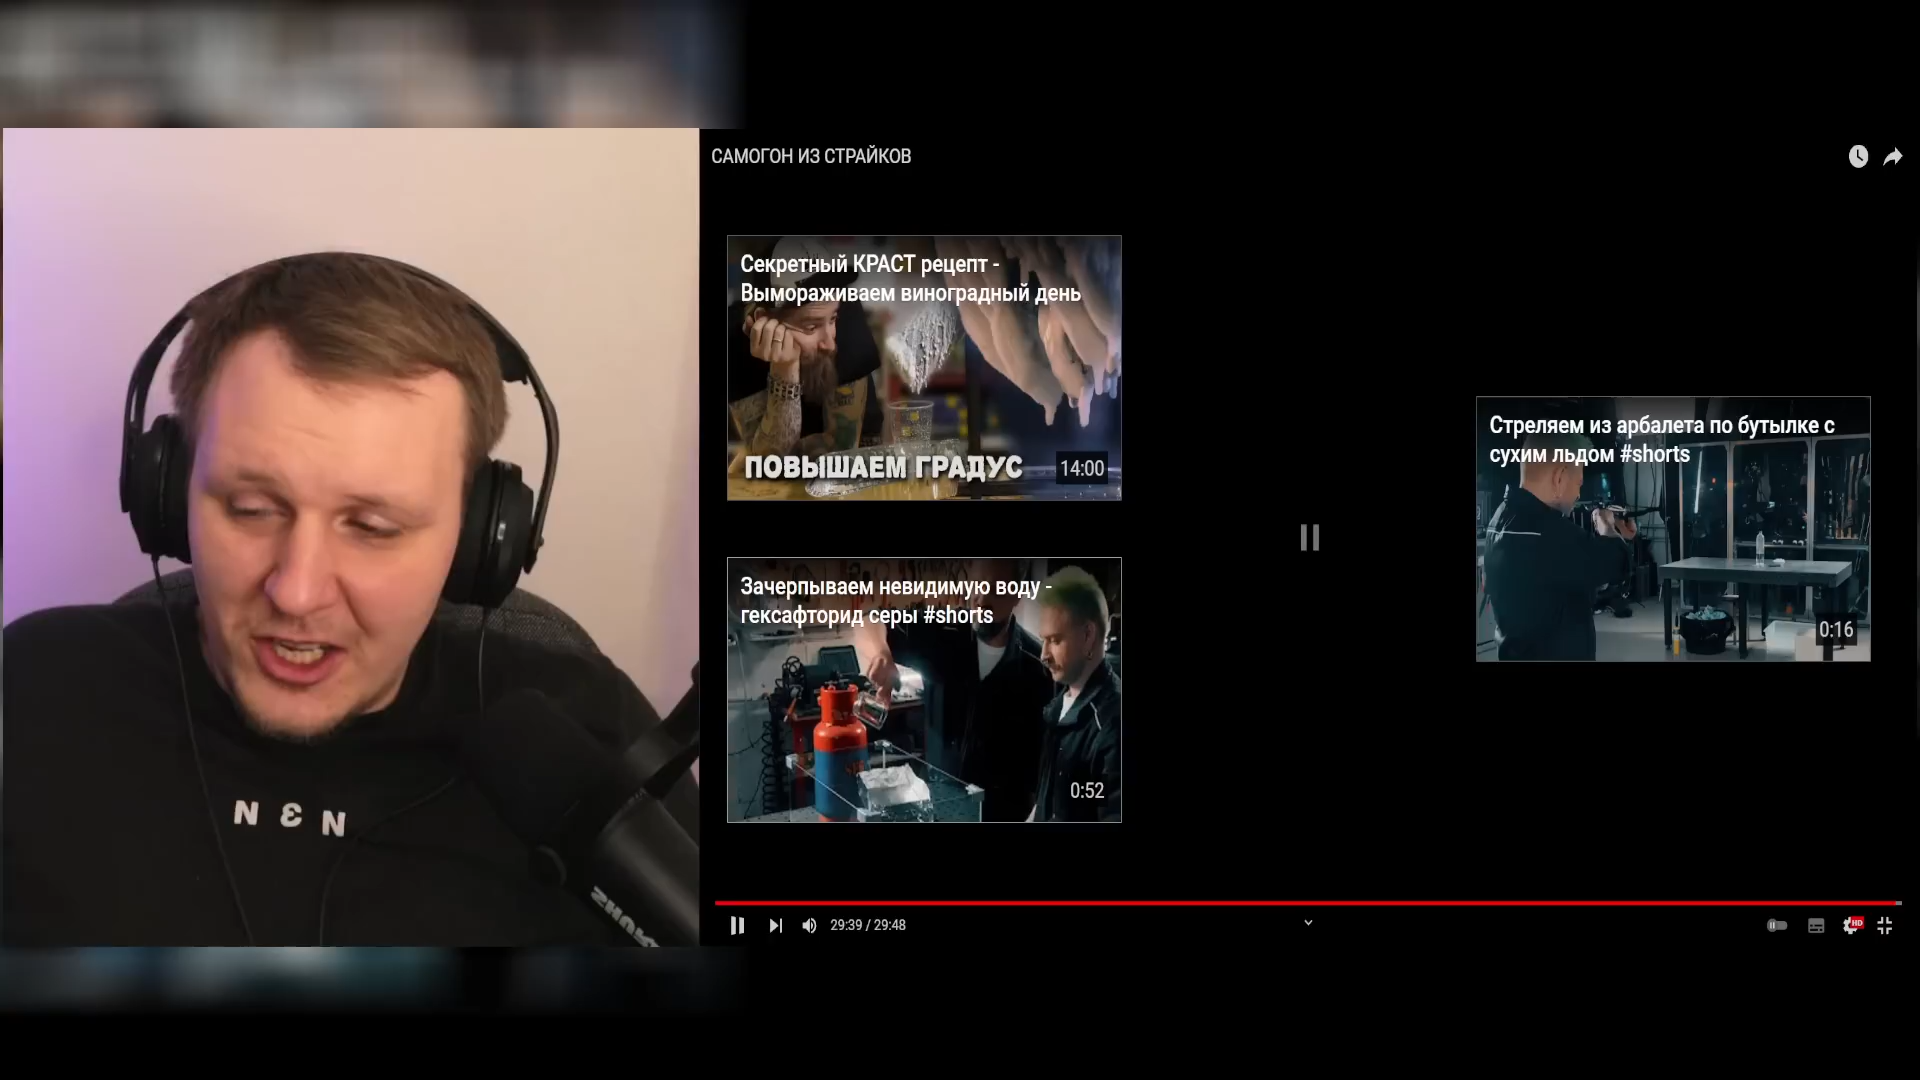 САМОГОН ИЗ СТРАЙКОВ
Секретный КРАСТ рецепт -
Вымораживаем виноградный день
ПОВЫШАЕМ ГРАДУС
14:00
Стреляем из арбалета по бутылке с
сухим льдом #shorts
0:16
Зачерпываем невидимую воду -
гексафторид серы #shorts
0:52
N Ɛ N
29:39 / 29:48
HD